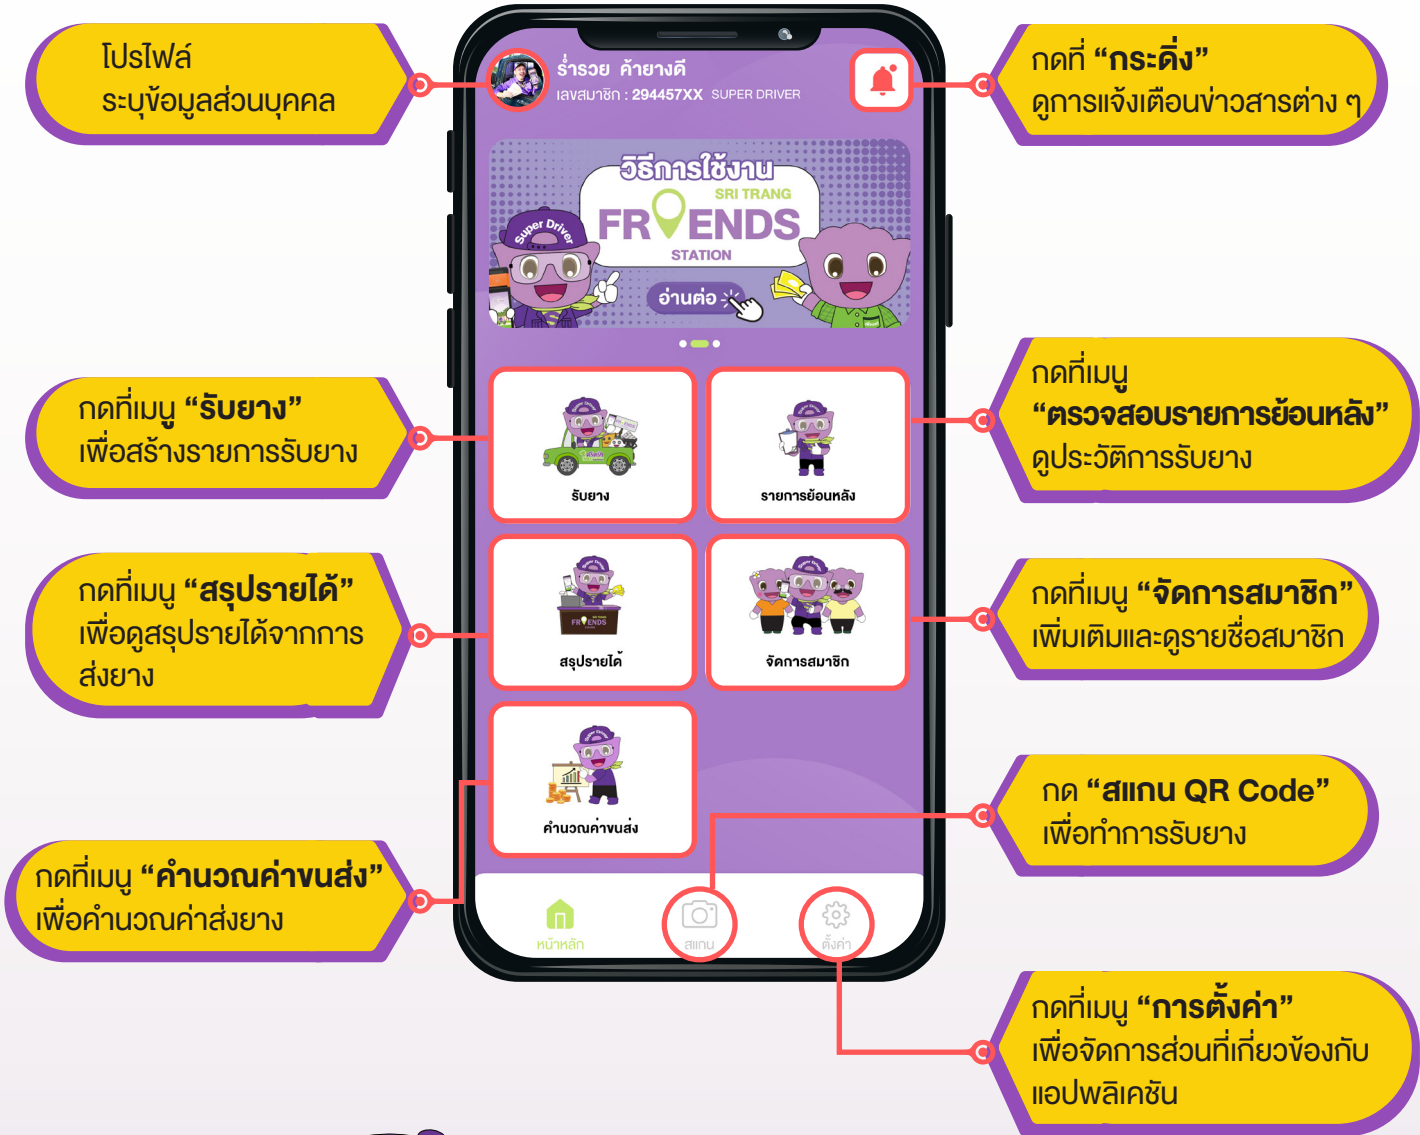 โปรไฟล์
ระบุข้อมูลส่วนบุคคล
ร่ำรวย ค้ายางดี
เลขสมาชิก : 294457XX SUPER DRIVER
กดที่ “กระดิ่ง”
ดูการแจ้งเตือนข่าวสารต่าง ๆ
วิธีการใช้งาน
SRI TRANG
FRIENDS
STATION
Super Driver
อ่านต่อ
กดที่เมนู “รับยาง”
เพื่อสร้างรายการรับยาง
รับยาง
รายการย้อนหลัง
กดที่เมนู
“ตรวจสอบรายการย้อนหลัง”
ดูประวัติการรับยาง
กดที่เมนู “สรุปรายได้”
เพื่อดูสรุปรายได้จากการ
ส่งยาง
SRI TRANG
FRIENDS
สรุปรายได้
จัดการสมาชิก
กดที่เมนู “จัดการสมาชิก”
เพิ่มเติมและดูรายชื่อสมาชิก
คำนวณค่าขนส่ง
กดที่เมนู “คำนวณค่าขนส่ง”
เพื่อคำนวณค่าส่งยาง
กด “สแกน QR Code”
เพื่อทำการรับยาง
หน้าหลัก
สแกน
ตั้งค่า
กดที่เมนู “การตั้งค่า”
เพื่อจัดการส่วนที่เกี่ยวข้องกับ
แอปพลิเคชัน